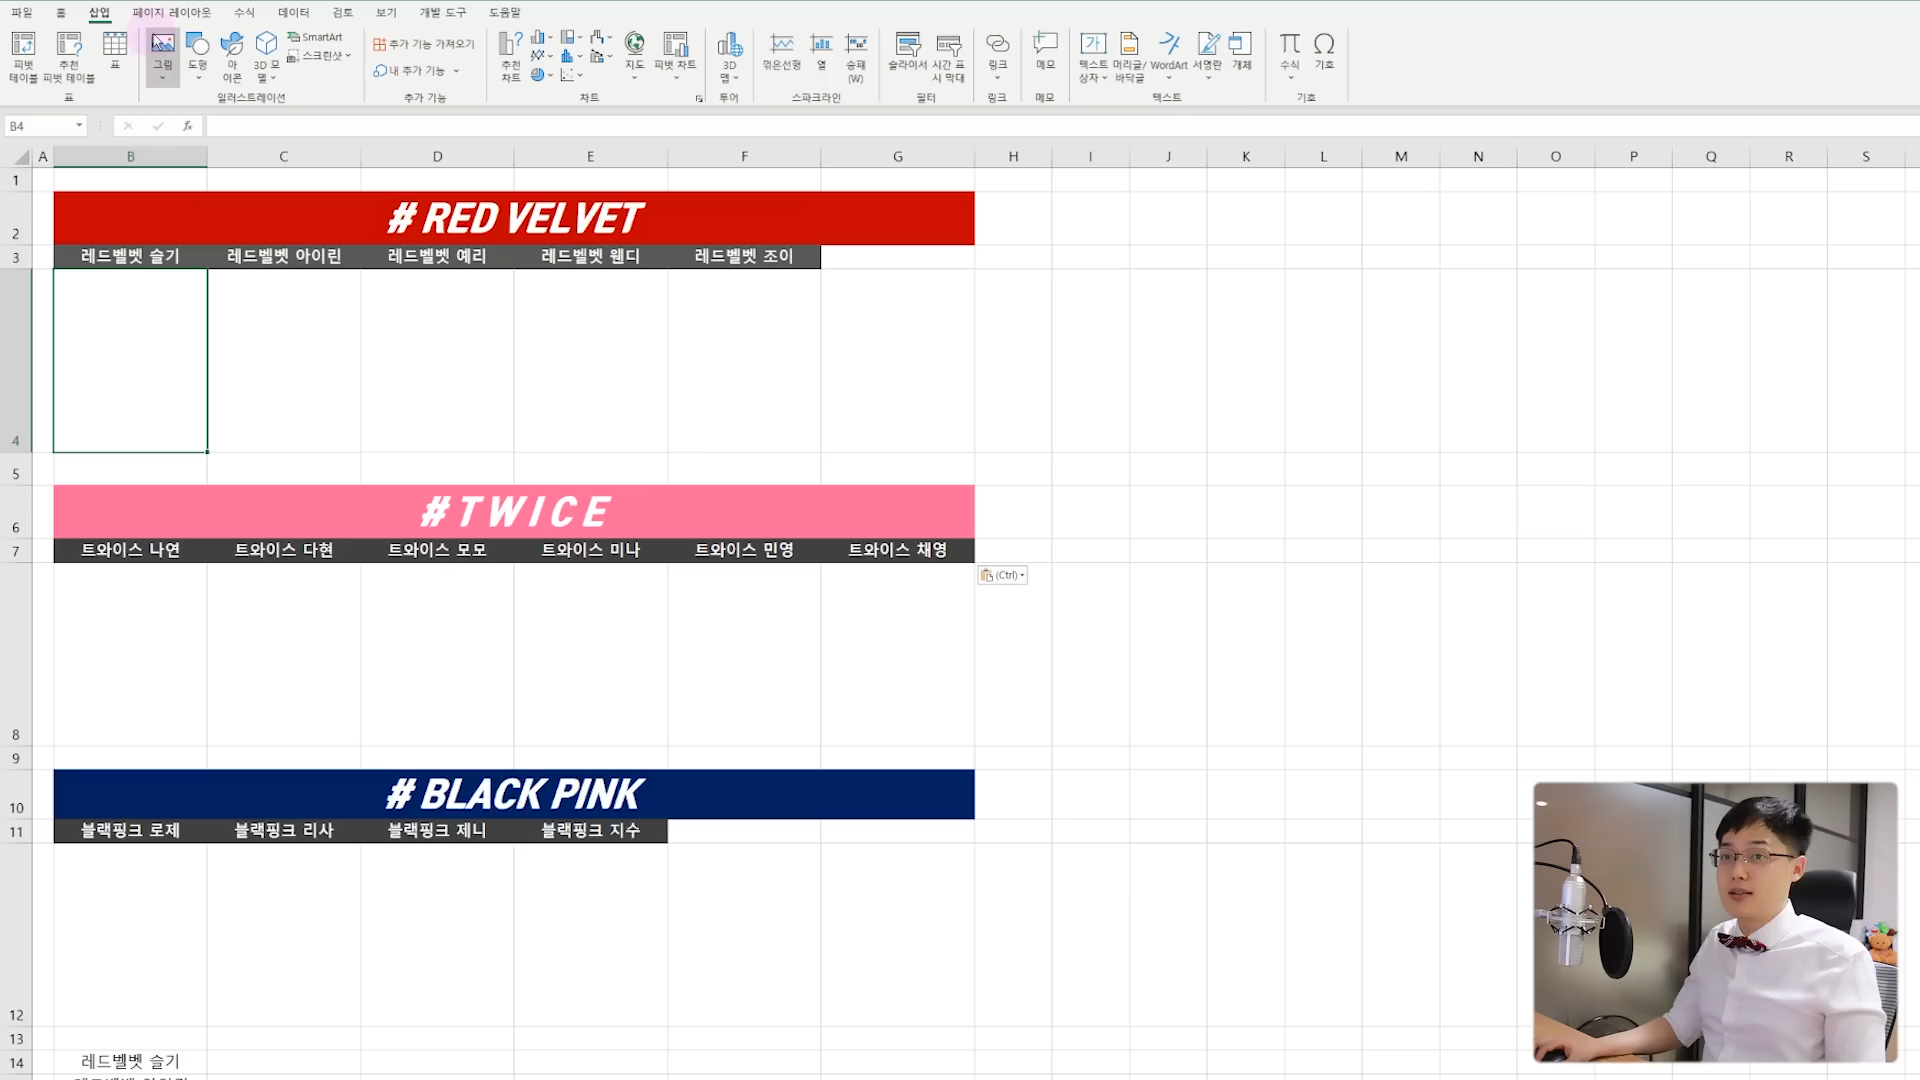 파일 홈 삽입 페이지 레이아웃 수식 데이터 검토 보기 개발 도구 도움말
피벗 테이블
추천 피벗 테이블
표
그림
도형
아이콘
3D 모델
SmartArt
스크린샷
추가 기능 가져오기
내 추가 기능
추천 차트
지도
피벗 차트
3D 맵
꺾은선형
열
승패 (W)
슬라이서
시간 표시 막대
링크
메모
텍스트 상자
머리글/바닥글
WordArt
서명란
개체
수식
기호
표 일러스트레이션 추가 기능 차트 투어 스파크라인 필터 링크 메모 텍스트 기호
B4 fx
A B C D E F G H I J K L M N O P Q R S
1
2 # RED VELVET
3 레드벨벳 슬기 레드벨벳 아이린 레드벨벳 예리 레드벨벳 웬디 레드벨벳 조이
4
5
6 # TWICE
7 트와이스 나연 트와이스 다현 트와이스 모모 트와이스 미나 트와이스 민영 트와이스 채영
(Ctrl)
8
9
10 # BLACK PINK
11 블랙핑크 로제 블랙핑크 리사 블랙핑크 제니 블랙핑크 지수
12
13
14 레드벨벳 슬기